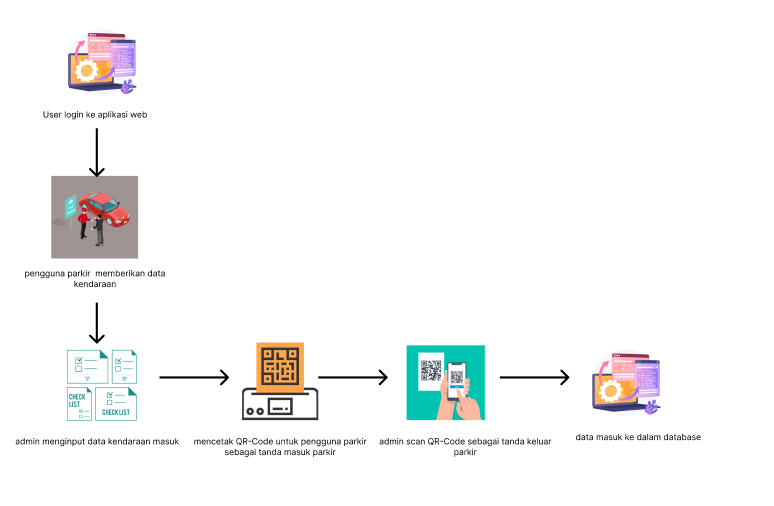 User login ke aplikasi web
pengguna parkir memberikan data
kendaraan
CHECK
LIST
CHECKLIST
admin menginput data kendaraan masuk
mencetak QR-Code untuk pengguna parkir
sebagai tanda masuk parkir
admin scan QR-Code sebagai tanda keluar
parkir
data masuk ke dalam database